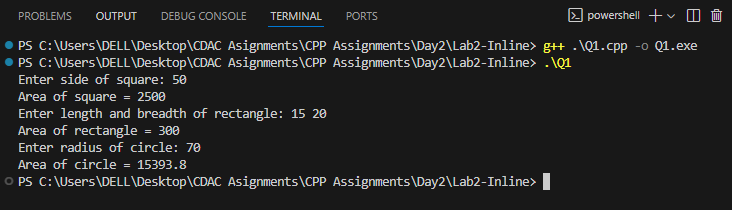 PROBLEMS OUTPUT DEBUG CONSOLE TERMINAL PORTS powershell
PS C:\Users\DELL\Desktop\CDAC Asignments\CPP Assignments\Day2\Lab2-Inline> g++ .\Q1.cpp -o Q1.exe
PS C:\Users\DELL\Desktop\CDAC Asignments\CPP Assignments\Day2\Lab2-Inline> .\Q1
Enter side of square: 50
Area of square = 2500
Enter length and breadth of rectangle: 15 20
Area of rectangle = 300
Enter radius of circle: 70
Area of circle = 15393.8
PS C:\Users\DELL\Desktop\CDAC Asignments\CPP Assignments\Day2\Lab2-Inline>